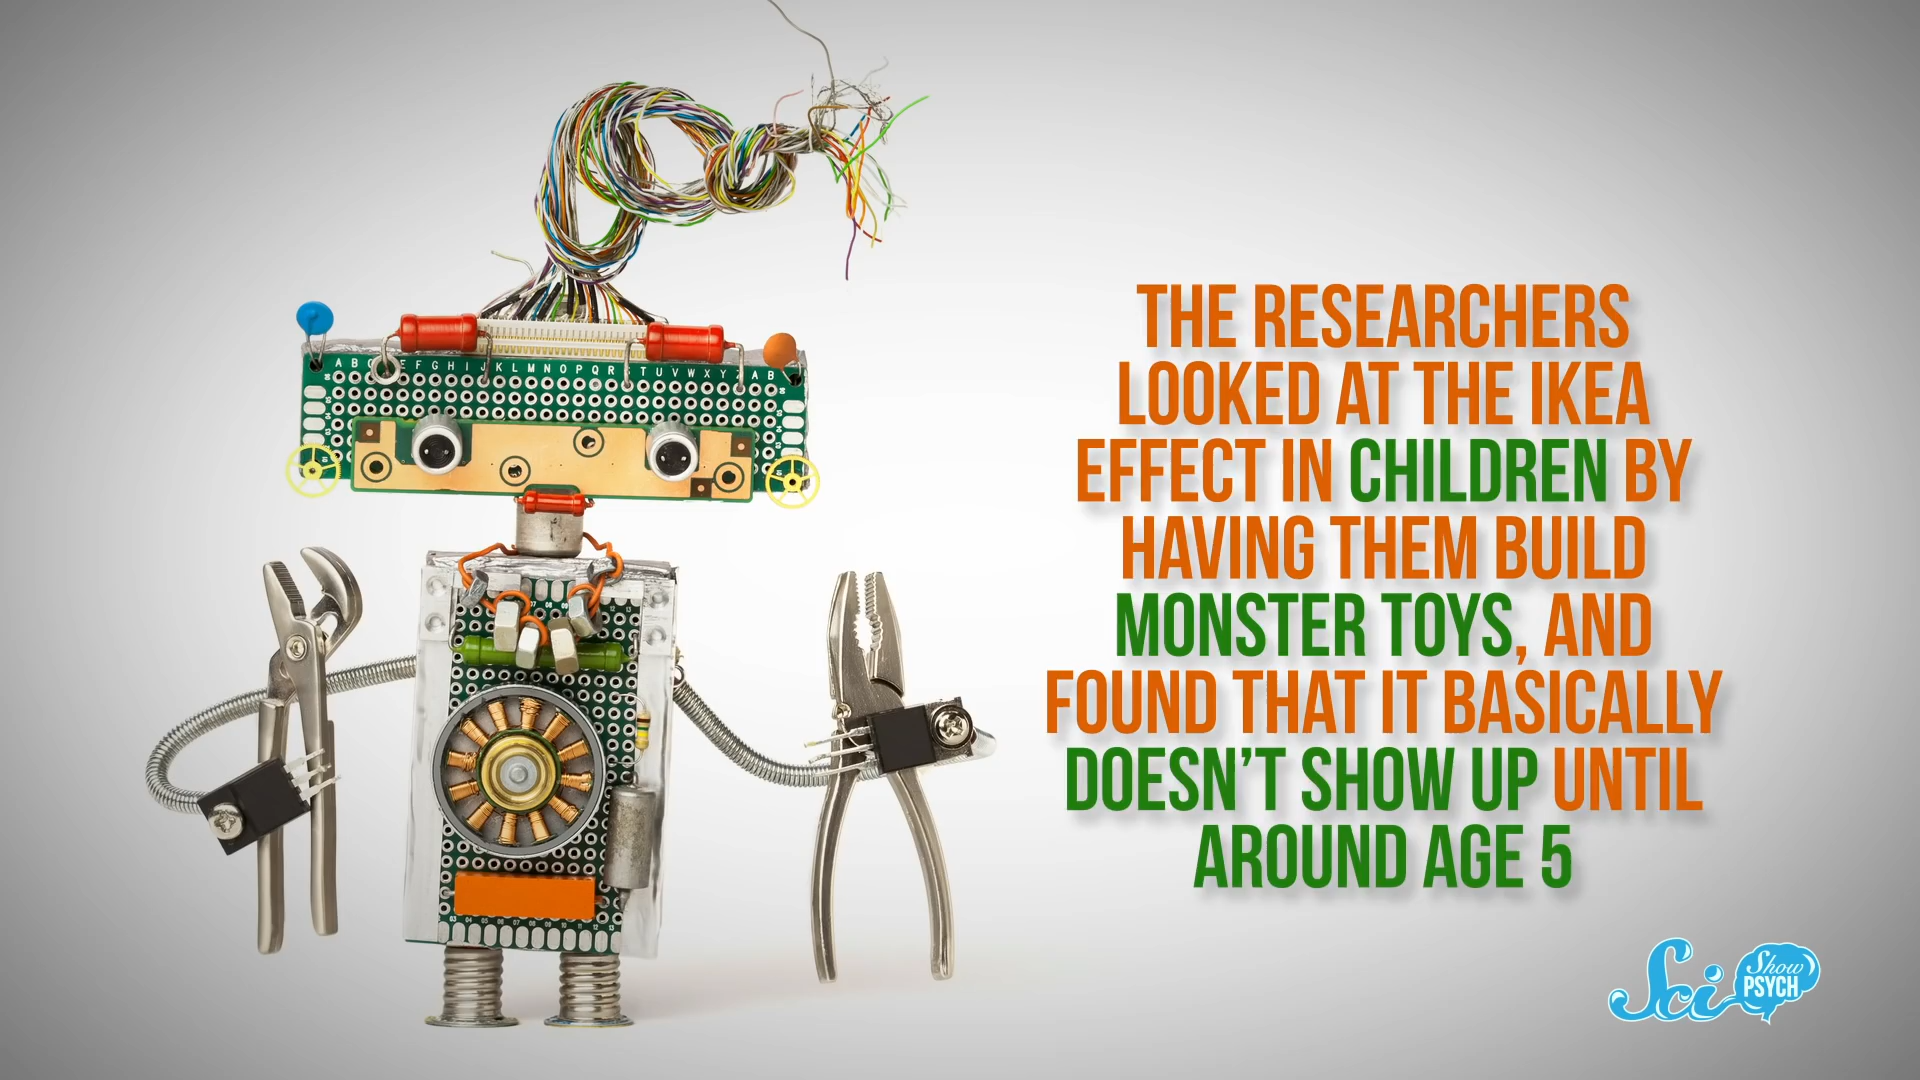 A B C E F G H I J K L M N O P Q R S T U V W X Y Z A B
THE RESEARCHERS
LOOKED AT THE IKEA
EFFECT IN CHILDREN BY
HAVING THEM BUILD
MONSTER TOYS, AND
FOUND THAT IT BASICALLY
DOESN'T SHOW UP UNTIL
AROUND AGE 5
Sci Show
PSYCH